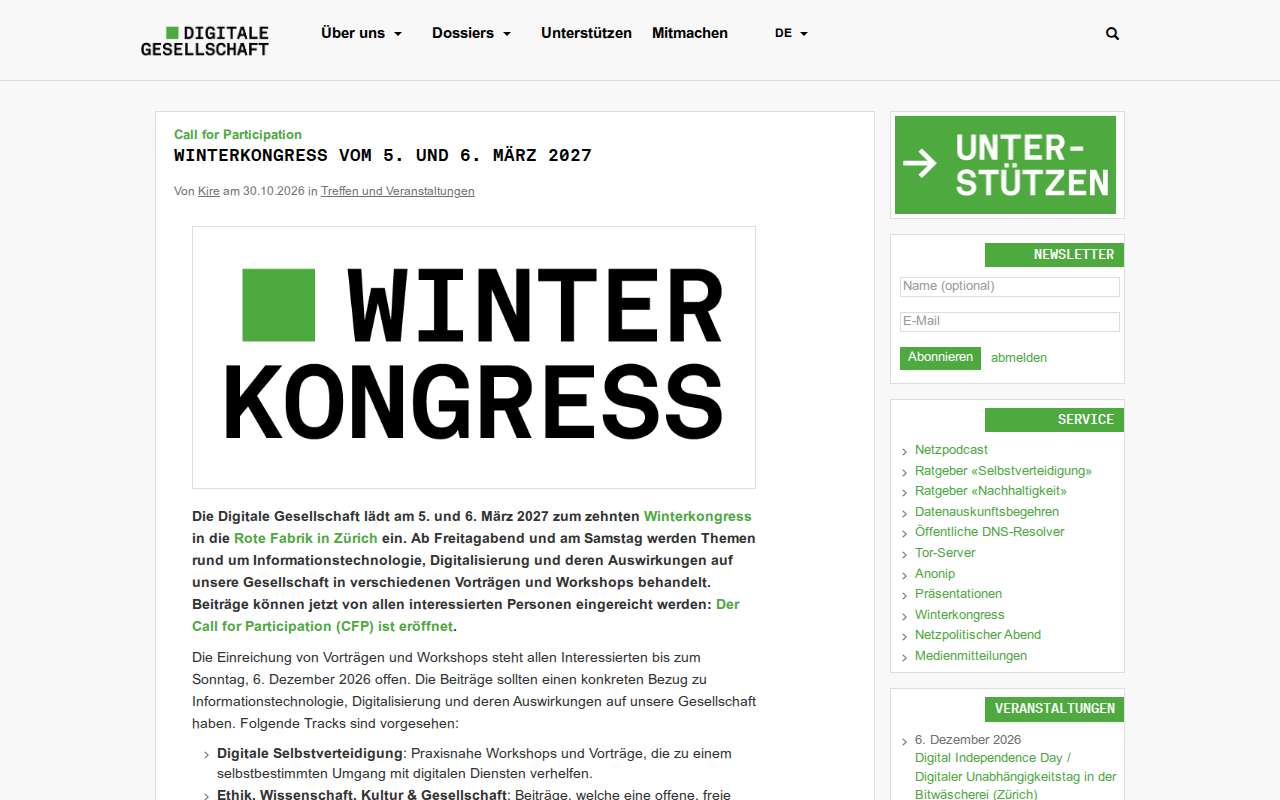 DIGITALE
GESELLSCHAFT
Über uns
Dossiers
Unterstützen
Mitmachen
DE
Call for Participation
WINTERKONGRESS VOM 5. UND 6. MÄRZ 2027
Von Kire am 30.10.2026 in Treffen und Veranstaltungen
WINTER
KONGRESS
Die Digitale Gesellschaft lädt am 5. und 6. März 2027 zum zehnten Winterkongress
in die Rote Fabrik in Zürich ein. Ab Freitagabend und am Samstag werden Themen
rund um Informationstechnologie, Digitalisierung und deren Auswirkungen auf
unsere Gesellschaft in verschiedenen Vorträgen und Workshops behandelt.
Beiträge können jetzt von allen interessierten Personen eingereicht werden: Der
Call for Participation (CFP) ist eröffnet.
Die Einreichung von Vorträgen und Workshops steht allen Interessierten bis zum
Sonntag, 6. Dezember 2026 offen. Die Beiträge sollten einen konkreten Bezug zu
Informationstechnologie, Digitalisierung und deren Auswirkungen auf unsere Gesellschaft
haben. Folgende Tracks sind vorgesehen:
Digitale Selbstverteidigung: Praxisnahe Workshops und Vorträge, die zu einem
selbstbestimmten Umgang mit digitalen Diensten verhelfen.
Ethik, Wissenschaft, Kultur & Gesellschaft: Beiträge, welche eine offene, freie
UNTER-
STÜTZEN
NEWSLETTER
Name (optional)
E-Mail
Abonnieren abmelden
SERVICE
Netzpodcast
Ratgeber «Selbstverteidigung»
Ratgeber «Nachhaltigkeit»
Datenauskunftsbegehren
Öffentliche DNS-Resolver
Tor-Server
Anonip
Präsentationen
Winterkongress
Netzpolitischer Abend
Medienmitteilungen
VERANSTALTUNGEN
6. Dezember 2026
Digital Independence Day /
Digitaler Unabhängigkeitstag in der
Bitwäscherei (Zürich)